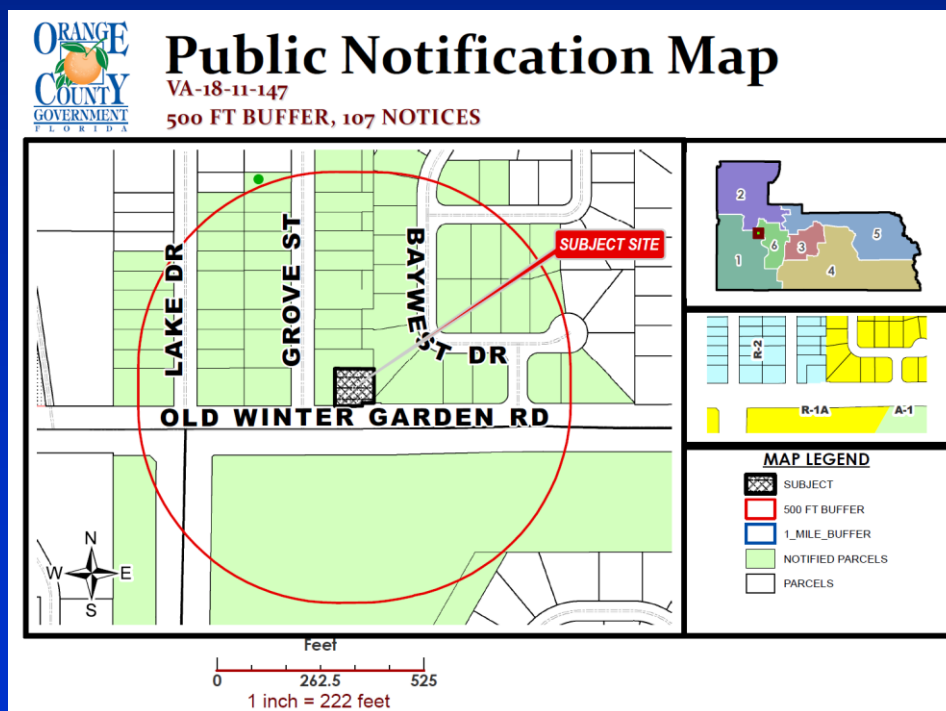 ORANGE
COUNTY
GOVERNMENT
FLORIDA
Public Notification Map
VA-18-11-147
500 FT BUFFER, 107 NOTICES
SUBJECT SITE
LAKE DR
GROVE ST
BAYWEST DR
OLD WINTER GARDEN RD
N
W E
S
2
1
6
3
4
5
R-2
R-1A
A-1
MAP LEGEND
SUBJECT
500 FT BUFFER
1_MILE_BUFFER
NOTIFIED PARCELS
PARCELS
Feet
0 262.5 525
1 inch = 222 feet